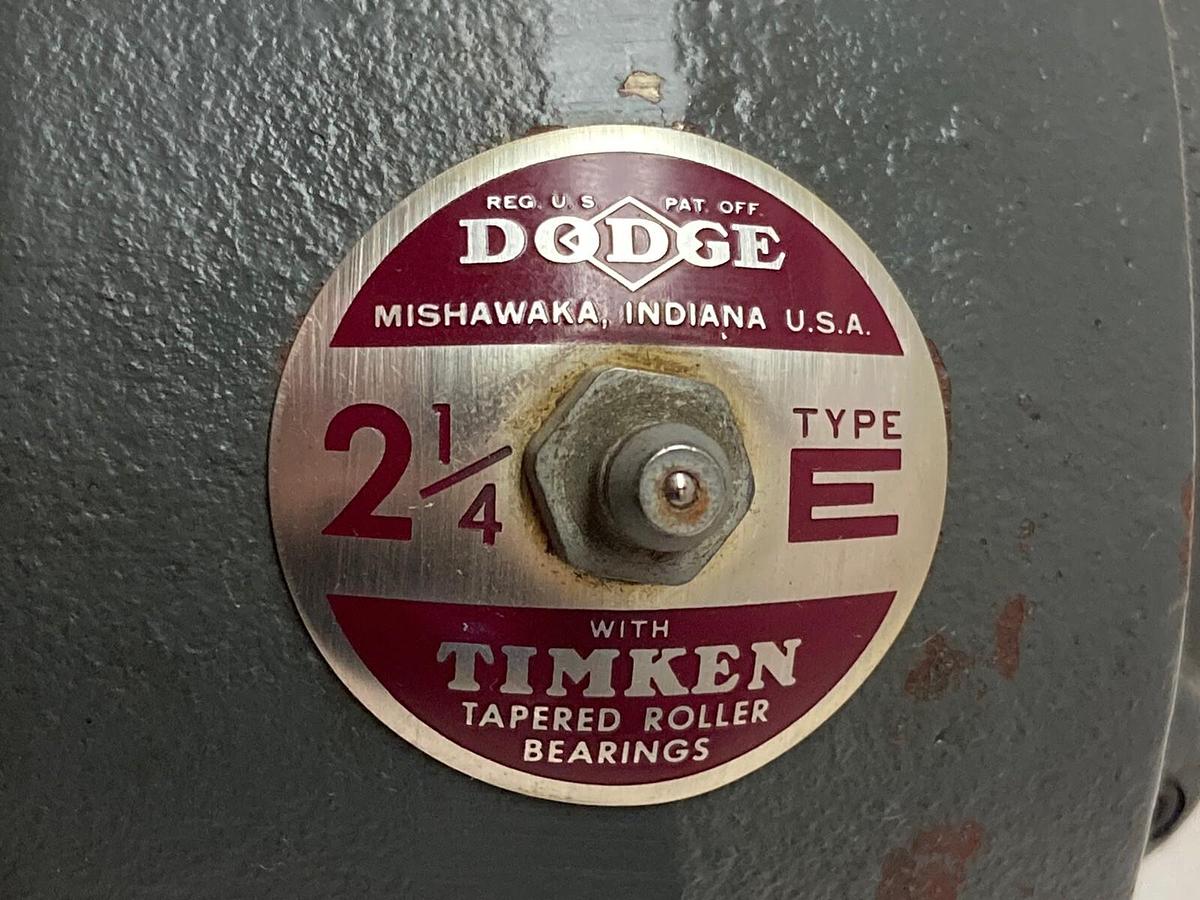 REG. U.S PAT. OFF
DODGE
MISHAWAKA, INDIANA U.S.A.
2 1/4
TYPE
E
WITH
TIMKEN
TAPERED ROLLER
BEARINGS